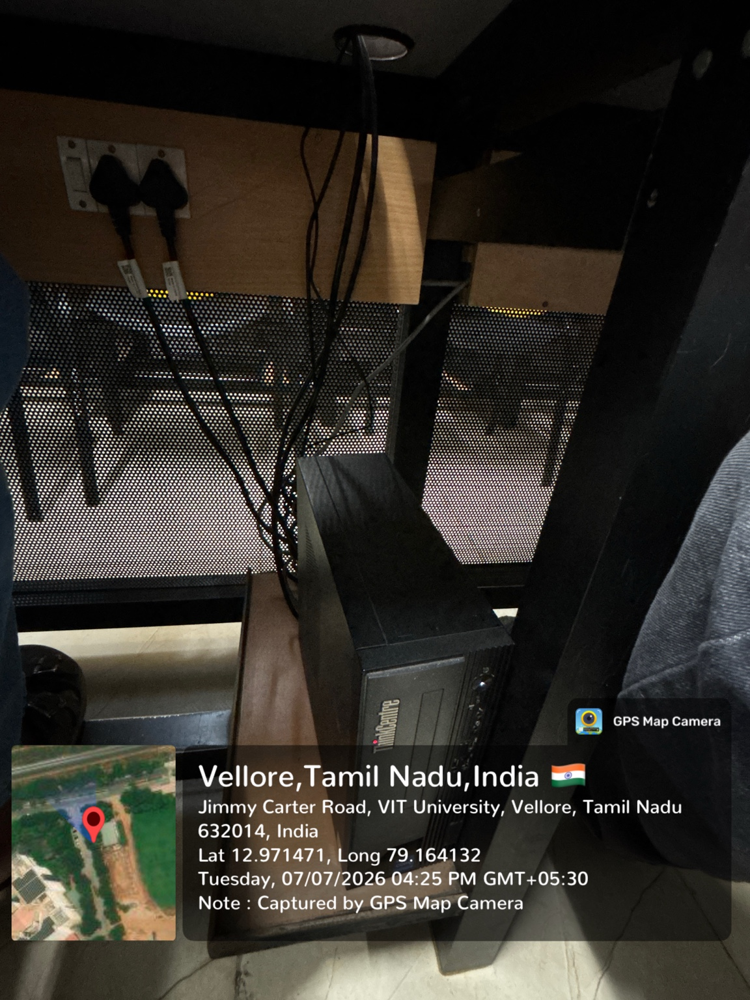 ThinkCentre
GPS Map Camera
Vellore,Tamil Nadu,India
Jimmy Carter Road, VIT University, Vellore, Tamil Nadu
632014, India
Lat 12.971471, Long 79.164132
Tuesday, 07/07/2026 04:25 PM GMT+05:30
Note : Captured by GPS Map Camera